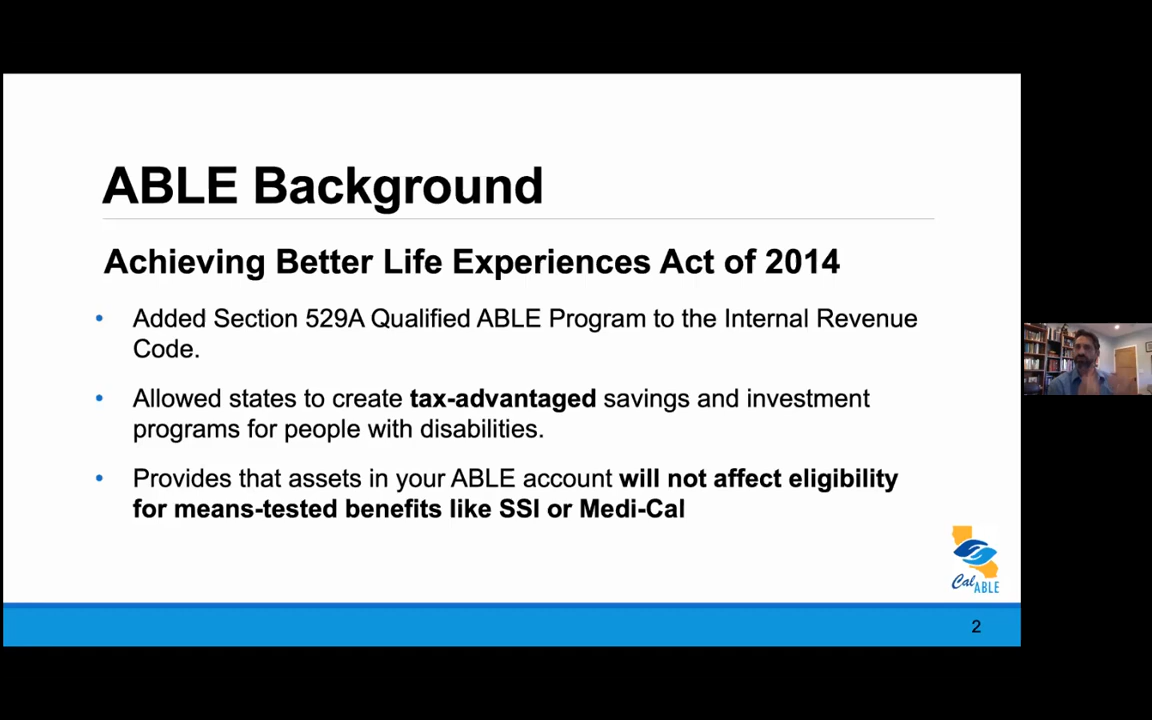 ABLE Background
Achieving Better Life Experiences Act of 2014
• Added Section 529A Qualified ABLE Program to the Internal Revenue
Code.
• Allowed states to create tax-advantaged savings and investment
programs for people with disabilities.
• Provides that assets in your ABLE account will not affect eligibility
for means-tested benefits like SSI or Medi-Cal
CalABLE
2